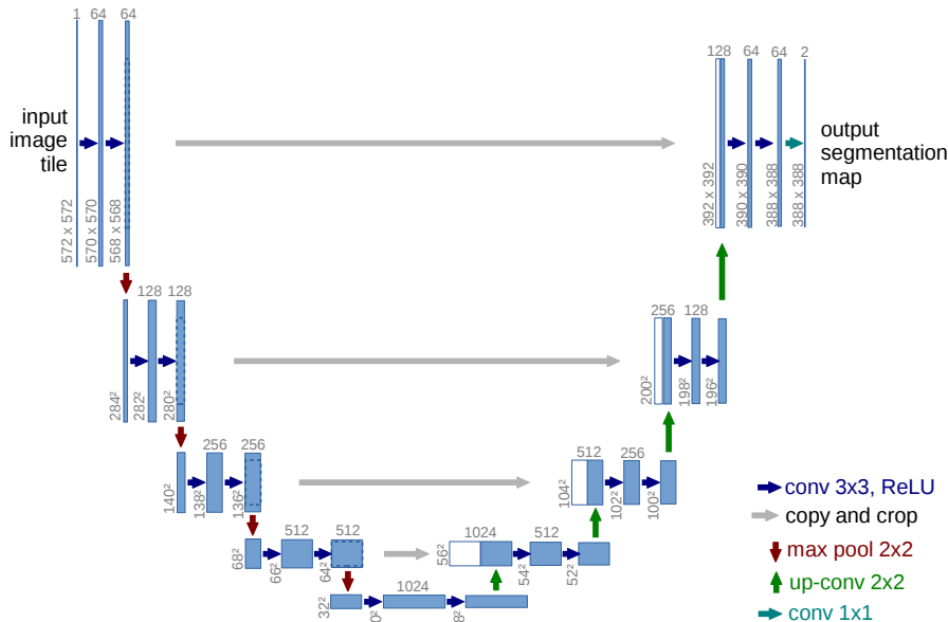 1 64 64
input
image
tile
572 x 572
570 x 570
568 x 568
128 64 64 2
output
segmentation
map
392 x 392
390 x 390
388 x 388
388 x 388
128 128
284²
282²
280²
256 128
200²
198²
196²
256 256
140²
138²
136²
512 256
104²
102²
100²
512 512
68²
66²
64²
1024 512
56²
54²
52²
1024
32²
0²
8²
conv 3x3, ReLU
copy and crop
max pool 2x2
up-conv 2x2
conv 1x1